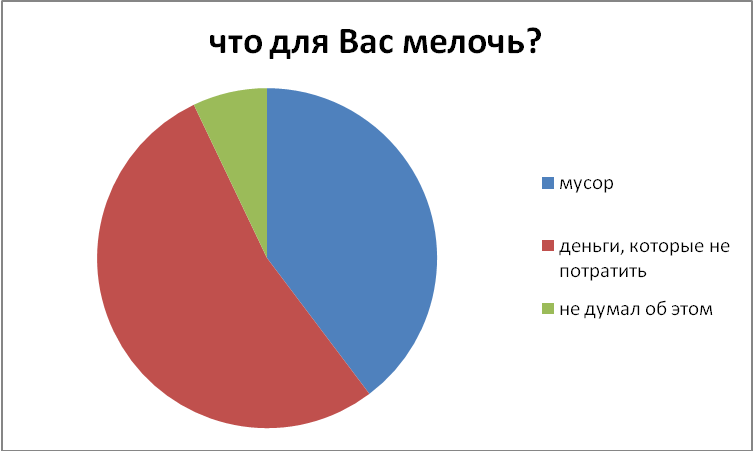 что для Вас мелочь?
мусор
деньги, которые не
потратить
не думал об этом